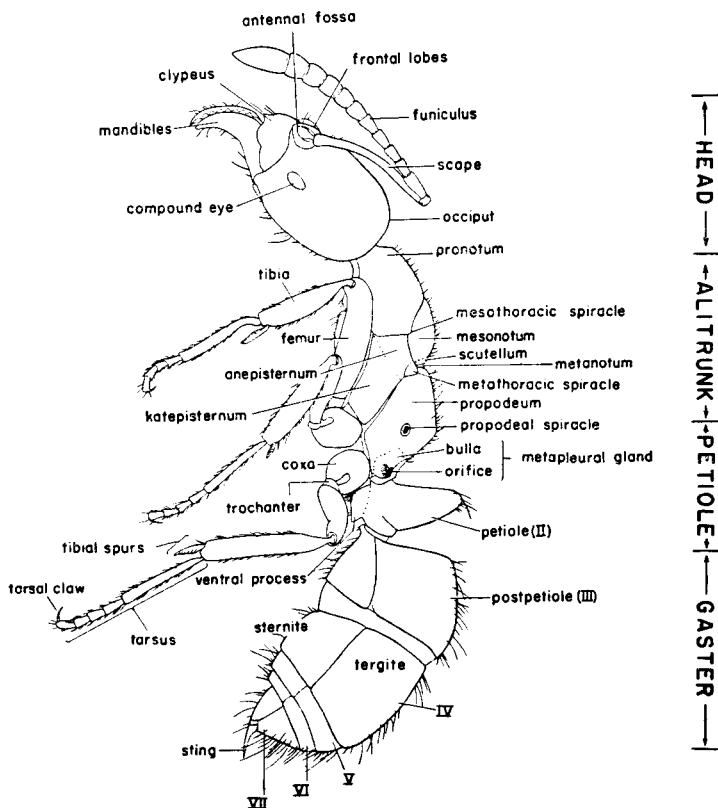 antennal fossa
frontal lobes
clypeus
funiculus
mandibles
scape
compound eye
occiput
pronotum
tibia
mesothoracic spiracle
femur
mesonotum
scutellum
anepisternum
metanotum
metathoracic spiracle
katepisternum
propodeum
propodeal spiracle
bulla
coxa
metapleural gland
orifice
trochanter
petiole (II)
tibial spurs
ventral process
tarsal claw
postpetiole (III)
tarsus
sternite
tergite
IV
sting
V
VI
VII
HEAD
ALITRUNK
PETIOLE
GASTER